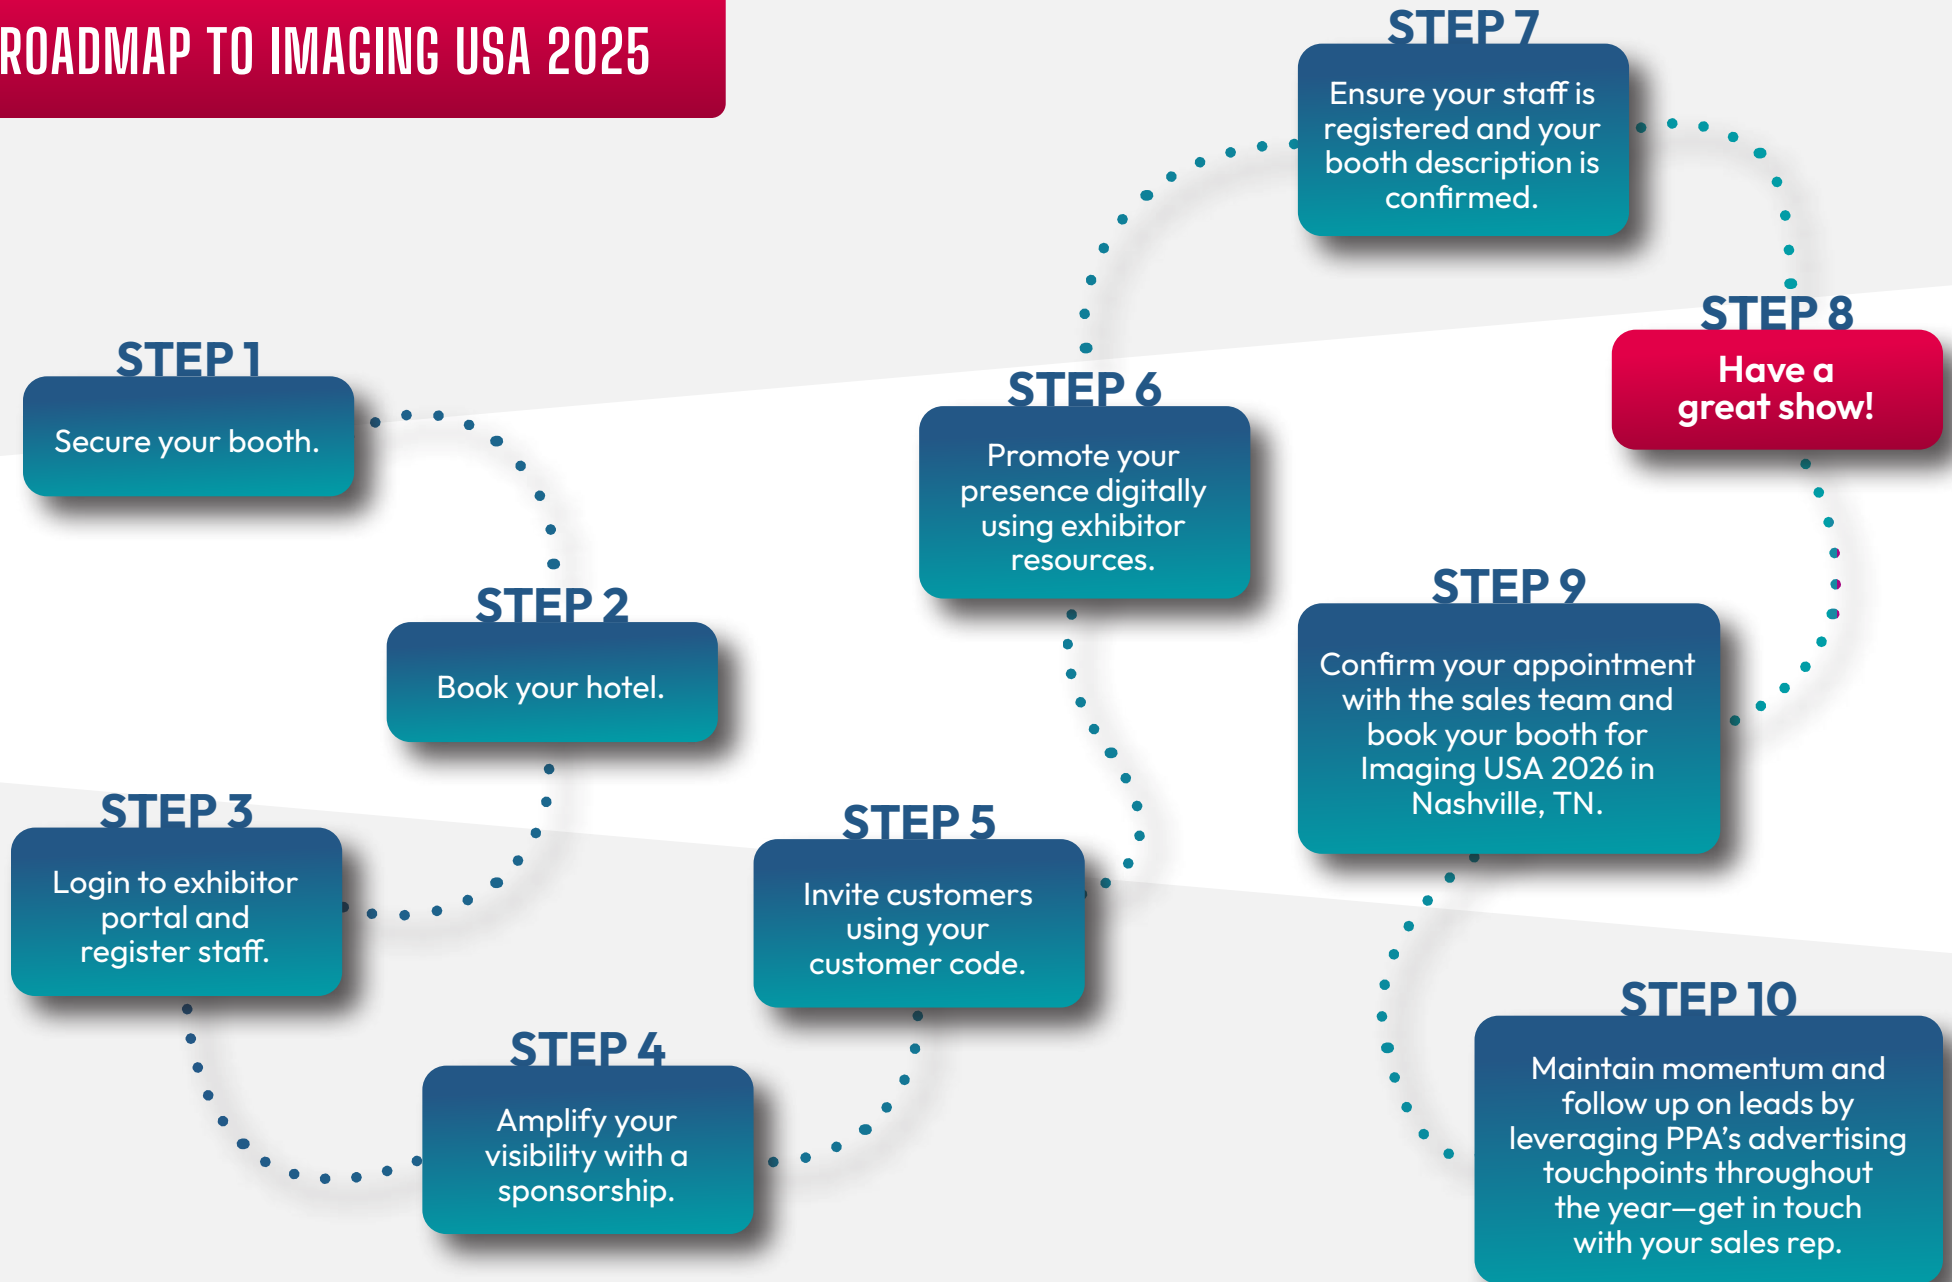 ROADMAP TO IMAGING USA 2025
STEP 1
Secure your booth.
STEP 2
Book your hotel.
STEP 3
Login to exhibitor
portal and
register staff.
STEP 4
Amplify your
visibility with a
sponsorship.
STEP 5
Invite customers
using your
customer code.
STEP 6
Promote your
presence digitally
using exhibitor
resources.
STEP 7
Ensure your staff is
registered and your
booth description is
confirmed.
STEP 8
Have a
great show!
STEP 9
Confirm your appointment
with the sales team and
book your booth for
Imaging USA 2026 in
Nashville, TN.
STEP 10
Maintain momentum and
follow up on leads by
leveraging PPA’s advertising
touchpoints throughout
the year—get in touch
with your sales rep.